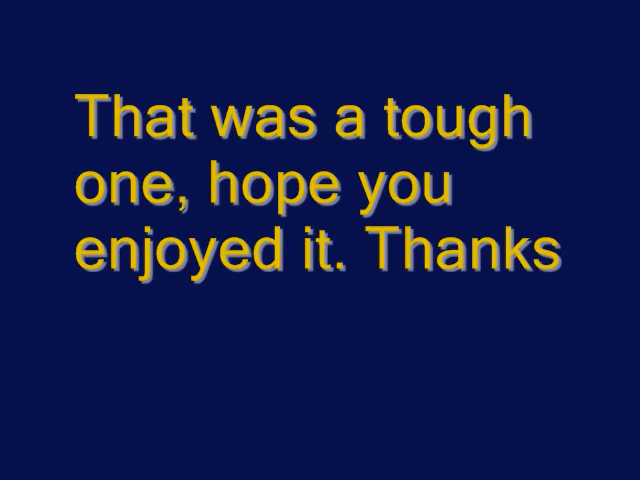 That was a tough
one, hope you
enjoyed it. Thanks